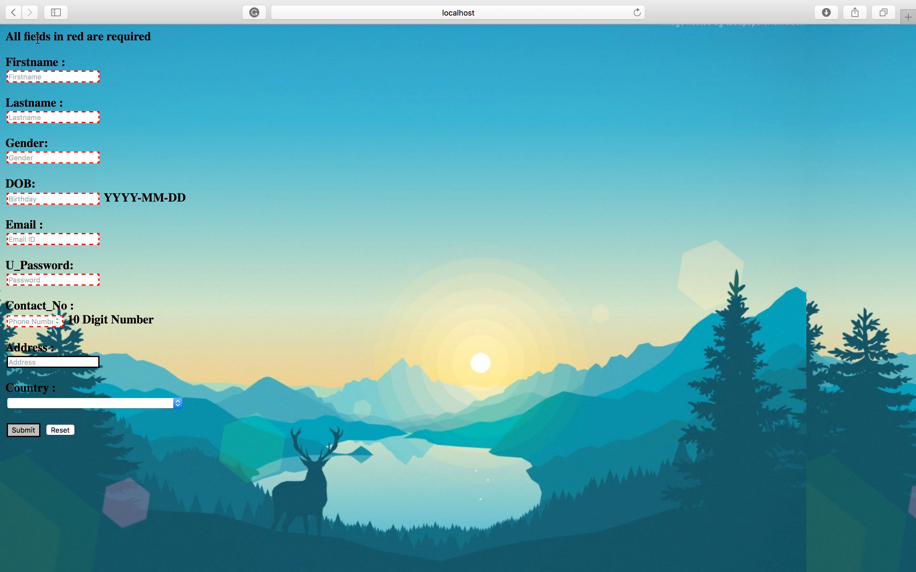 localhost
All fields in red are required
Firstname :
Firstname
Lastname :
Lastname
Gender:
Gender
DOB:
Birthday YYYY-MM-DD
Email :
Email ID
U_Password:
Password
Contact_No :
Phone Numb 10 Digit Number
Address :
Address
Country :
Submit Reset